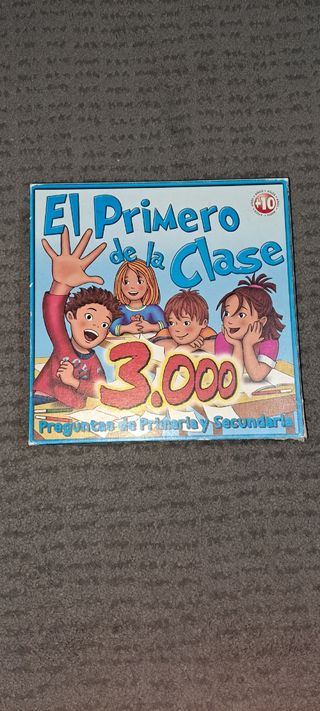 El Primero
de la Clase
+10
3.000
Preguntas de Primaria y Secundaria